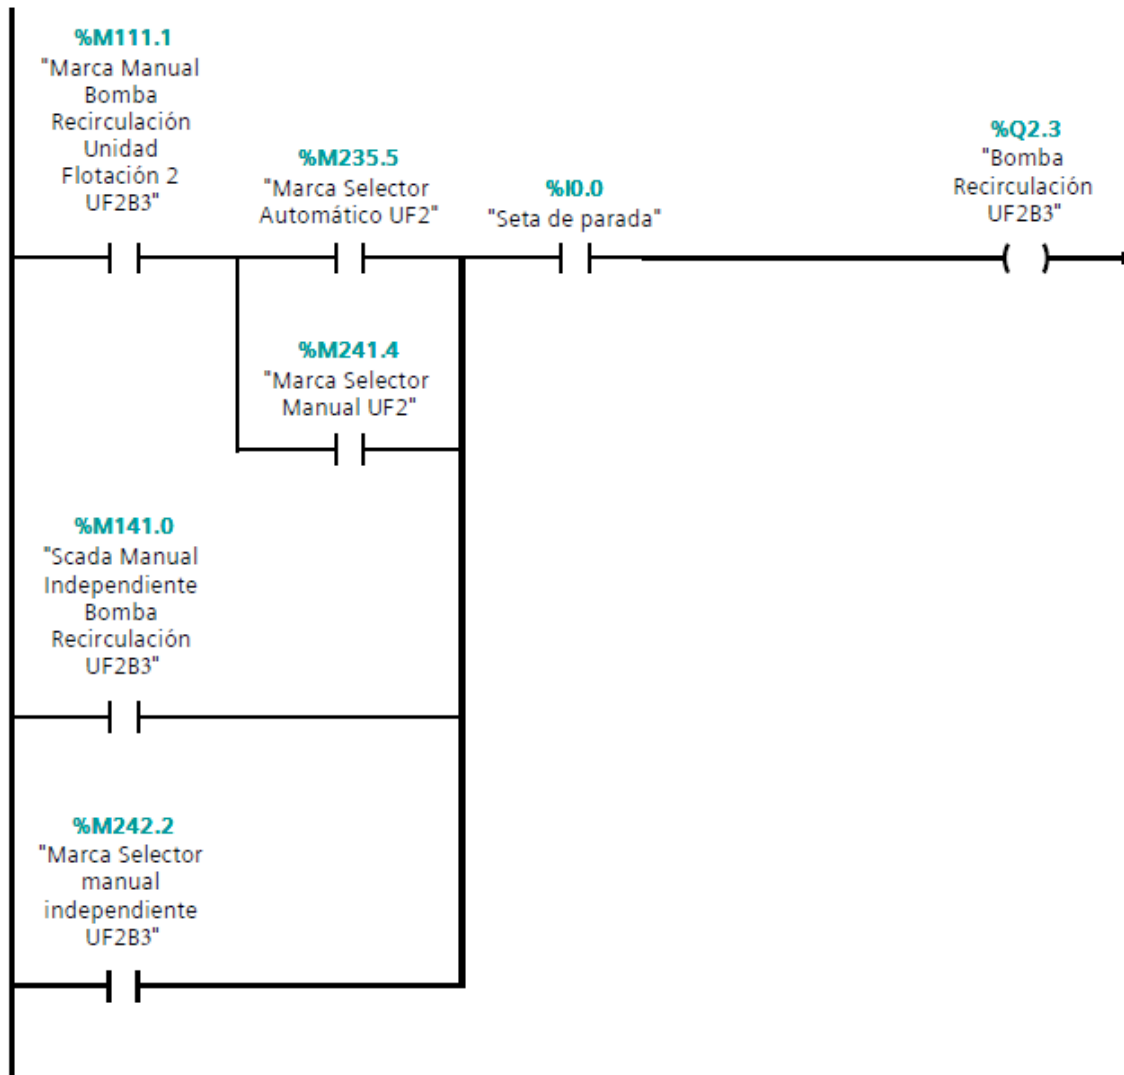 %M111.1
"Marca Manual
Bomba
Recirculación
Unidad
Flotación 2
UF2B3"
%M235.5
"Marca Selector
Automático UF2"
%I0.0
"Seta de parada"
%Q2.3
"Bomba
Recirculación
UF2B3"
%M241.4
"Marca Selector
Manual UF2"
%M141.0
"Scada Manual
Independiente
Bomba
Recirculación
UF2B3"
%M242.2
"Marca Selector
manual
independiente
UF2B3"